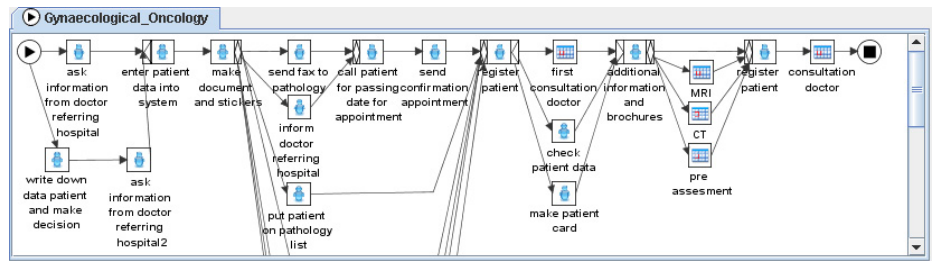 Gynaecological_Oncology
ask
information
from doctor
referring
hospital
enter patient
data into
system
make
document
and stickers
send fax to
pathology
call patient
for passing
date for
appointment
send
confirmation
appointment
register
patient
first
consultation
doctor
additional
information
and
brochures
register
patient
consultation
doctor
MRI
CT
pre
assesment
inform
doctor
referring
hospital
check
patient data
write down
data patient
and make
decision
ask
information
from doctor
referring
hospital2
put patient
on pathology
list
make patient
card